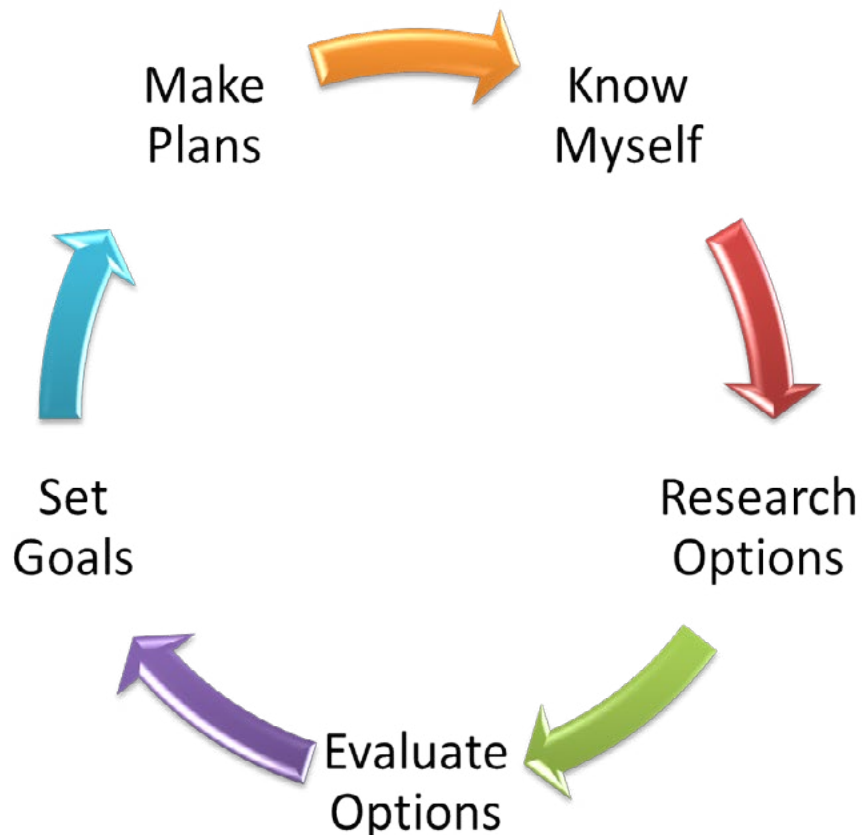 Make
Plans
Know
Myself
Research
Options
Evaluate
Options
Set
Goals